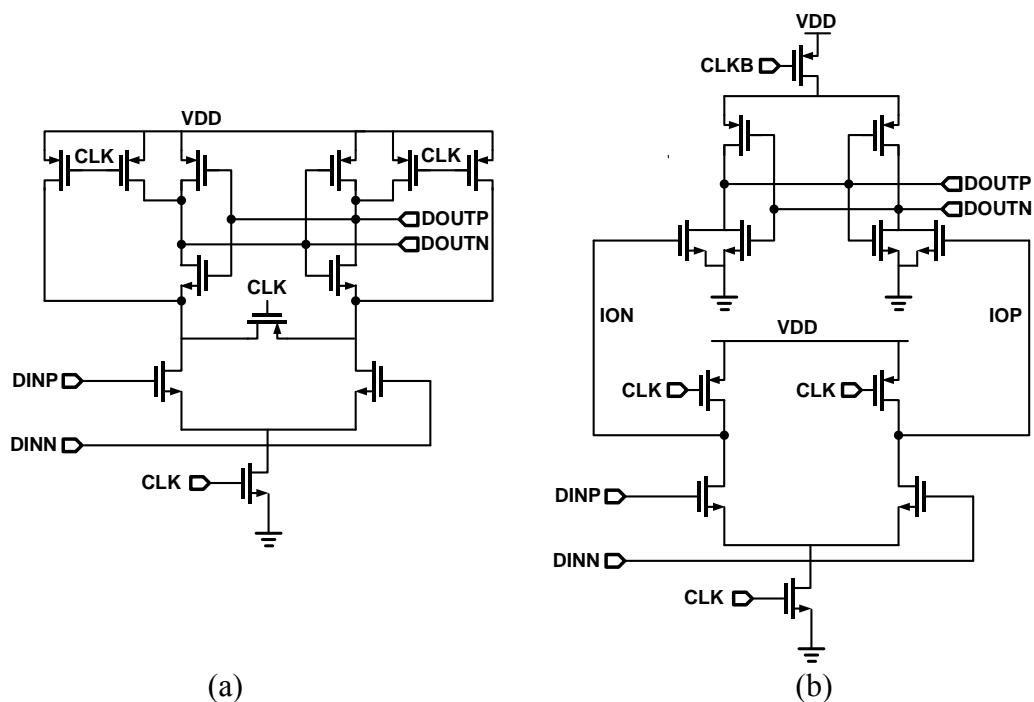 VDD
CLK
CLK
DOUTP
DOUTN
CLK
DINP
DINN
CLK
(a)
VDD
CLKB
DOUTP
DOUTN
ION
IOP
VDD
CLK
CLK
DINP
DINN
CLK
(b)